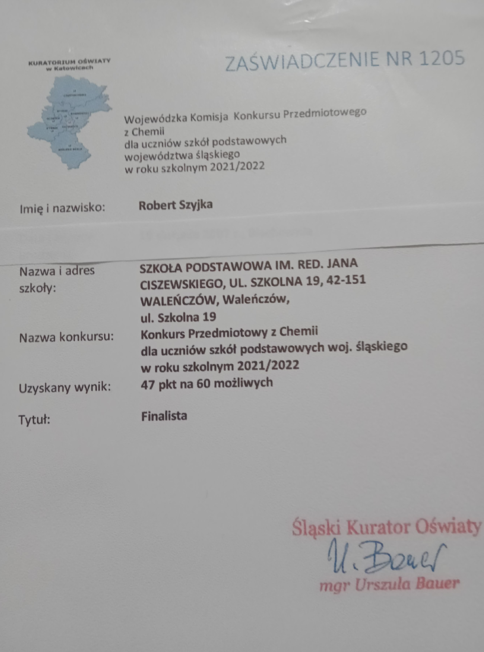 KURATORIUM OŚWIATY
w Katowicach
ZAŚWIADCZENIE NR 1205
Wojewódzka Komisja Konkursu Przedmiotowego
z Chemii
dla uczniów szkół podstawowych
województwa śląskiego
w roku szkolnym 2021/2022
Imię i nazwisko: Robert Szyjka
Nazwa i adres szkoły: SZKOŁA PODSTAWOWA IM. RED. JANA
CISZEWSKIEGO, UL. SZKOLNA 19, 42-151
WALEŃCZÓW, Waleńczów,
ul. Szkolna 19
Nazwa konkursu: Konkurs Przedmiotowy z Chemii
dla uczniów szkół podstawowych woj. śląskiego
w roku szkolnym 2021/2022
Uzyskany wynik: 47 pkt na 60 możliwych
Tytuł: Finalista
Śląski Kurator Oświaty
U. Bauer
mgr Urszula Bauer